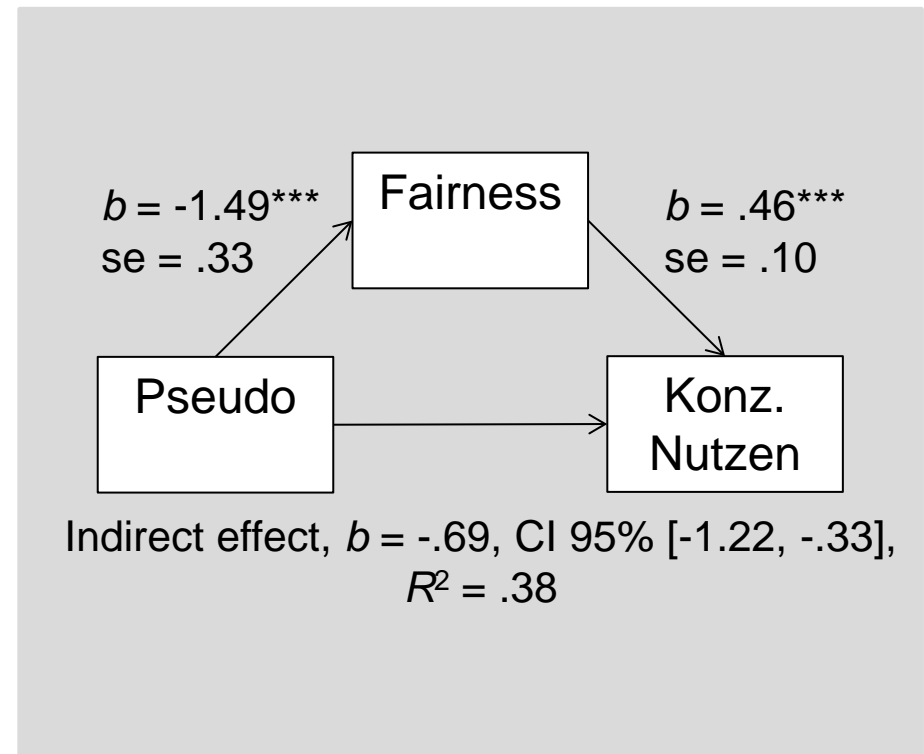 Fairness
b = -1.49***
se = .33
b = .46***
se = .10
Pseudo
Konz.
Nutzen
Indirect effect, b = -.69, CI 95% [-1.22, -.33],
R² = .38